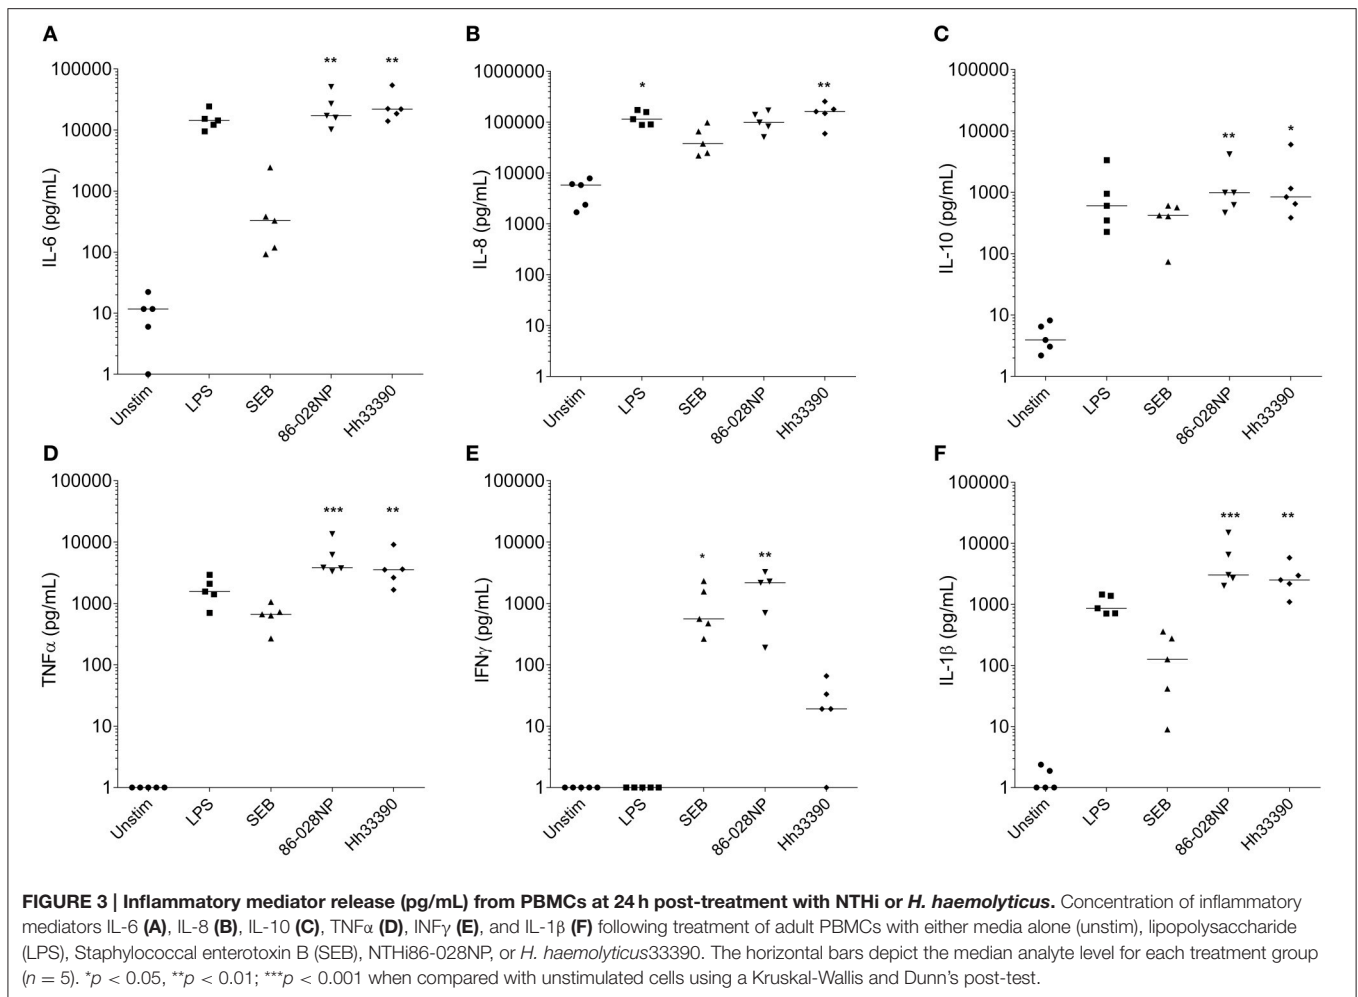 A
B
C
IL-6 (pg/mL)
100000
10000
1000
100
10
1
**
**
Unstim
LPS
SEB
86-028NP
Hh33390
IL-8 (pg/mL)
1000000
100000
10000
1000
100
10
1
*
**
Unstim
LPS
SEB
86-028NP
Hh33390
IL-10 (pg/mL)
100000
10000
1000
100
10
1
**
*
Unstim
LPS
SEB
86-028NP
Hh33390
D
E
F
TNFα (pg/mL)
100000
10000
1000
100
10
1
***
**
Unstim
LPS
SEB
86-028NP
Hh33390
IFNγ (pg/mL)
100000
10000
1000
100
10
1
*
**
Unstim
LPS
SEB
86-028NP
Hh33390
IL-1β (pg/mL)
100000
10000
1000
100
10
1
***
**
Unstim
LPS
SEB
86-028NP
Hh33390
FIGURE 3 | Inflammatory mediator release (pg/mL) from PBMCs at 24 h post-treatment with NTHi or H. haemolyticus. Concentration of inflammatory
mediators IL-6 (A), IL-8 (B), IL-10 (C), TNFα (D), INFγ (E), and IL-1β (F) following treatment of adult PBMCs with either media alone (unstim), lipopolysaccharide
(LPS), Staphylococcal enterotoxin B (SEB), NTHi86-028NP, or H. haemolyticus33390. The horizontal bars depict the median analyte level for each treatment group
(n = 5). *p < 0.05, **p < 0.01; ***p < 0.001 when compared with unstimulated cells using a Kruskal-Wallis and Dunn's post-test.